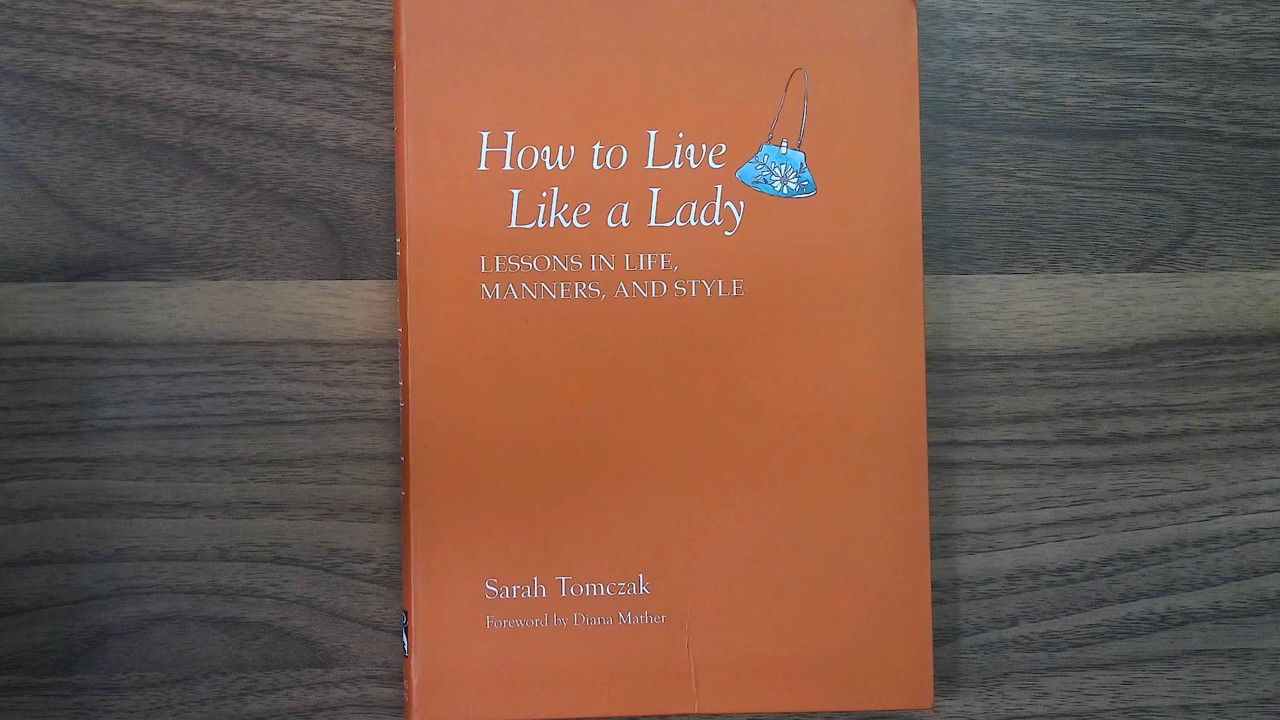 How to Live
Like a Lady
LESSONS IN LIFE,
MANNERS, AND STYLE
Sarah Tomczak
Foreword by Diana Mather